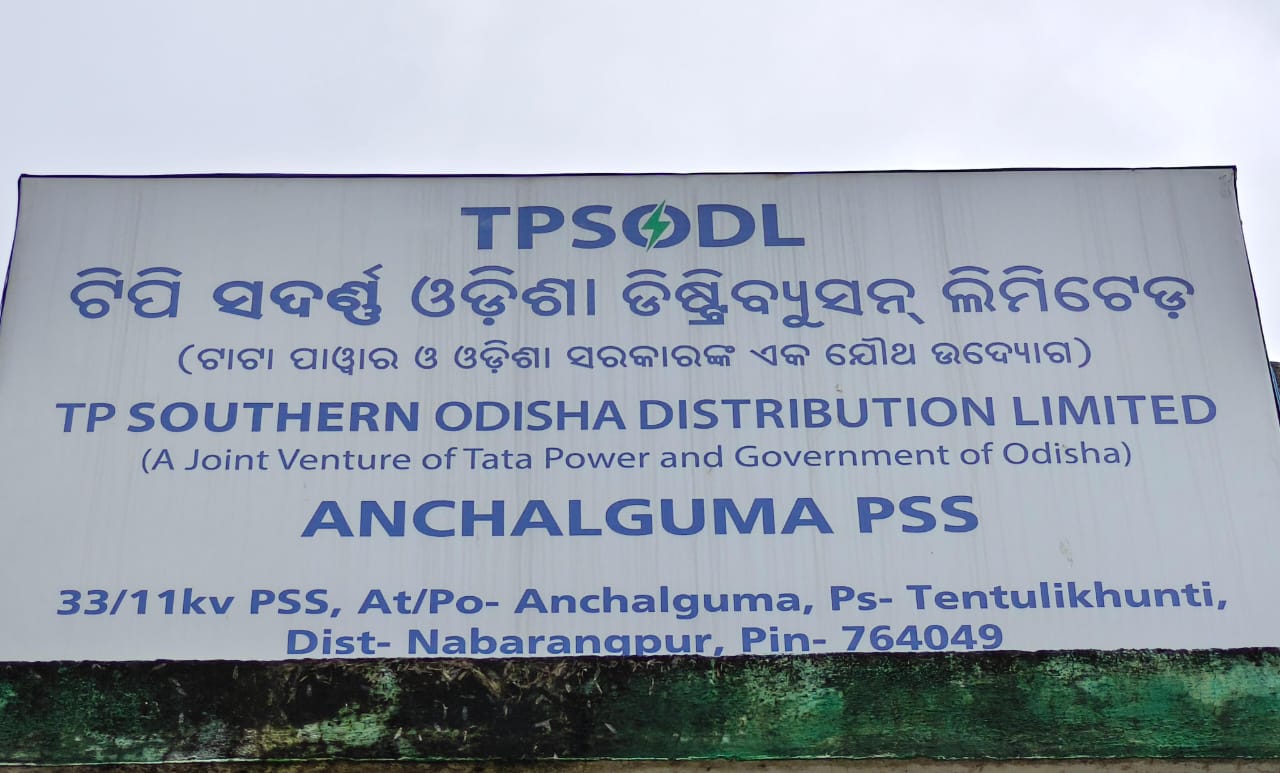 TPSODL
ଟିପି ସଦର୍ଣ୍ଣ ଓଡ଼ିଶା ଡିଷ୍ଟ୍ରିବ୍ୟୁସନ୍ ଲିମିଟେଡ଼
(ଟାଟା ପାୱାର ଓ ଓଡ଼ିଶା ସରକାରଙ୍କ ଏକ ଯୌଥ ଉଦ୍ୟୋଗ)
TP SOUTHERN ODISHA DISTRIBUTION LIMITED
(A Joint Venture of Tata Power and Government of Odisha)
ANCHALGUMA PSS
33/11kv PSS, At/Po- Anchalguma, Ps- Tentulikhunti,
Dist- Nabarangpur, Pin- 764049